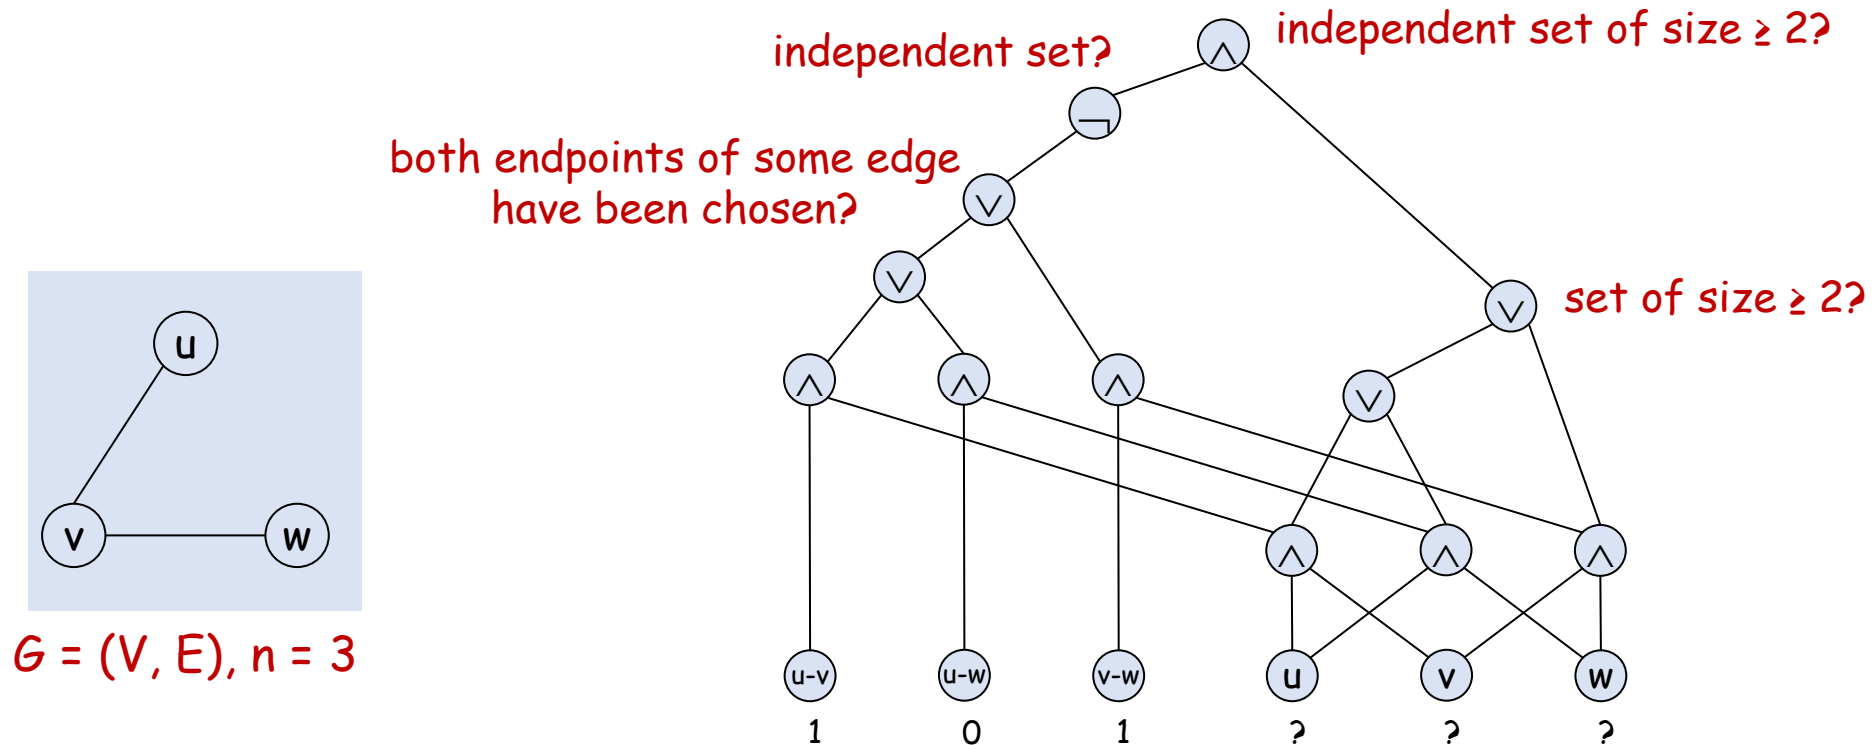 independent set of size ≥ 2?
independent set?
∧
¬
both endpoints of some edge
have been chosen?
∨
∨
set of size ≥ 2?
∨
∧ ∧ ∧
∨
u
v w
∧ ∧ ∧
G = (V, E), n = 3
u-v u-w v-w u v w
1 0 1 ? ? ?